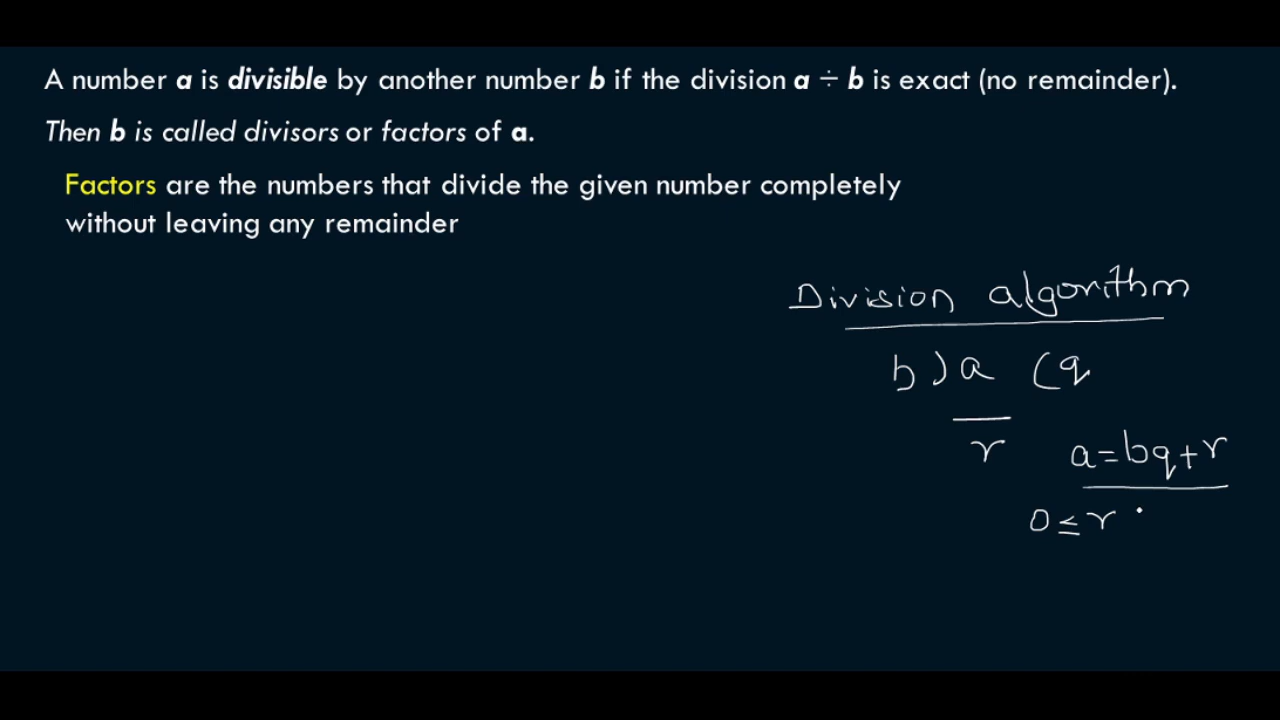 A number a is divisible by another number b if the division a ÷ b is exact (no remainder).
Then b is called divisors or factors of a.
Factors are the numbers that divide the given number completely
without leaving any remainder
Division algorithm
b ) a ( q
r
a = bq + r
0 ≤ r